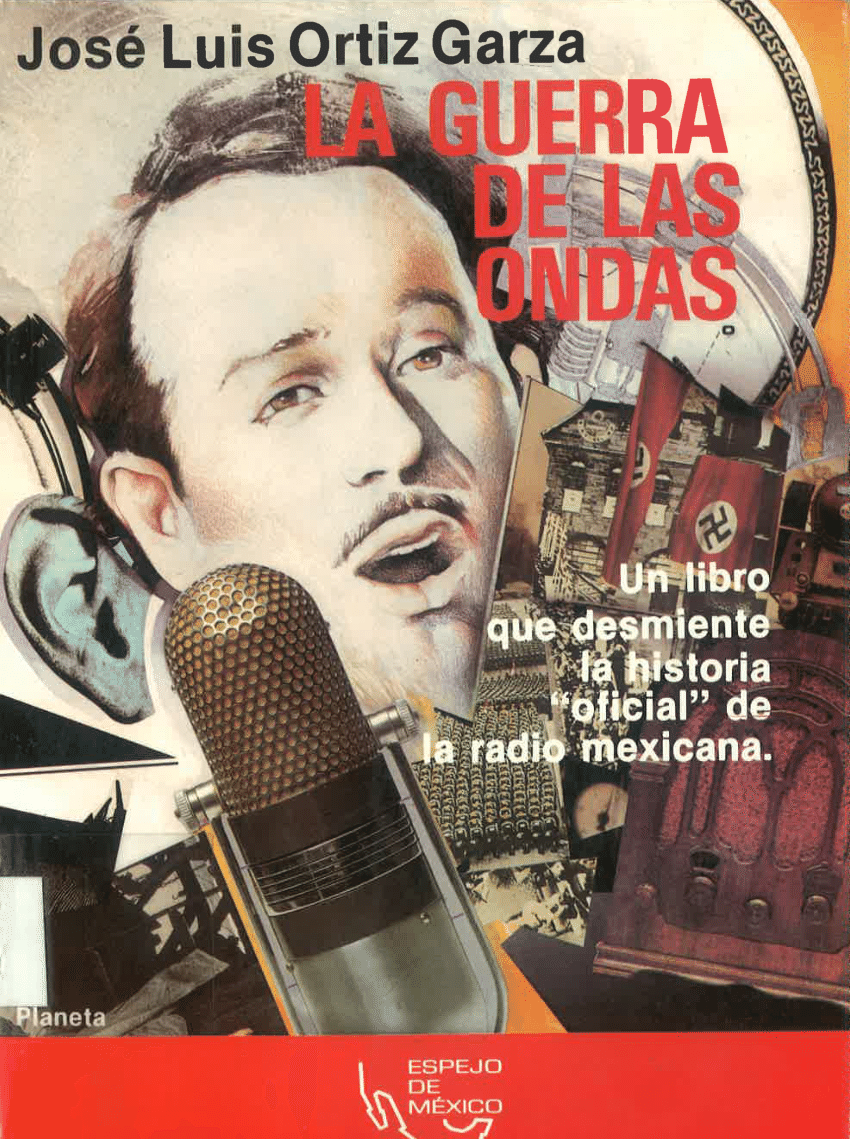 José Luis Ortiz Garza
LA GUERRA
DE LAS
ONDAS
Un libro
que desmiente
la historia
“oficial” de
la radio mexicana.
Planeta
ESPEJO
DE
MÉXICO